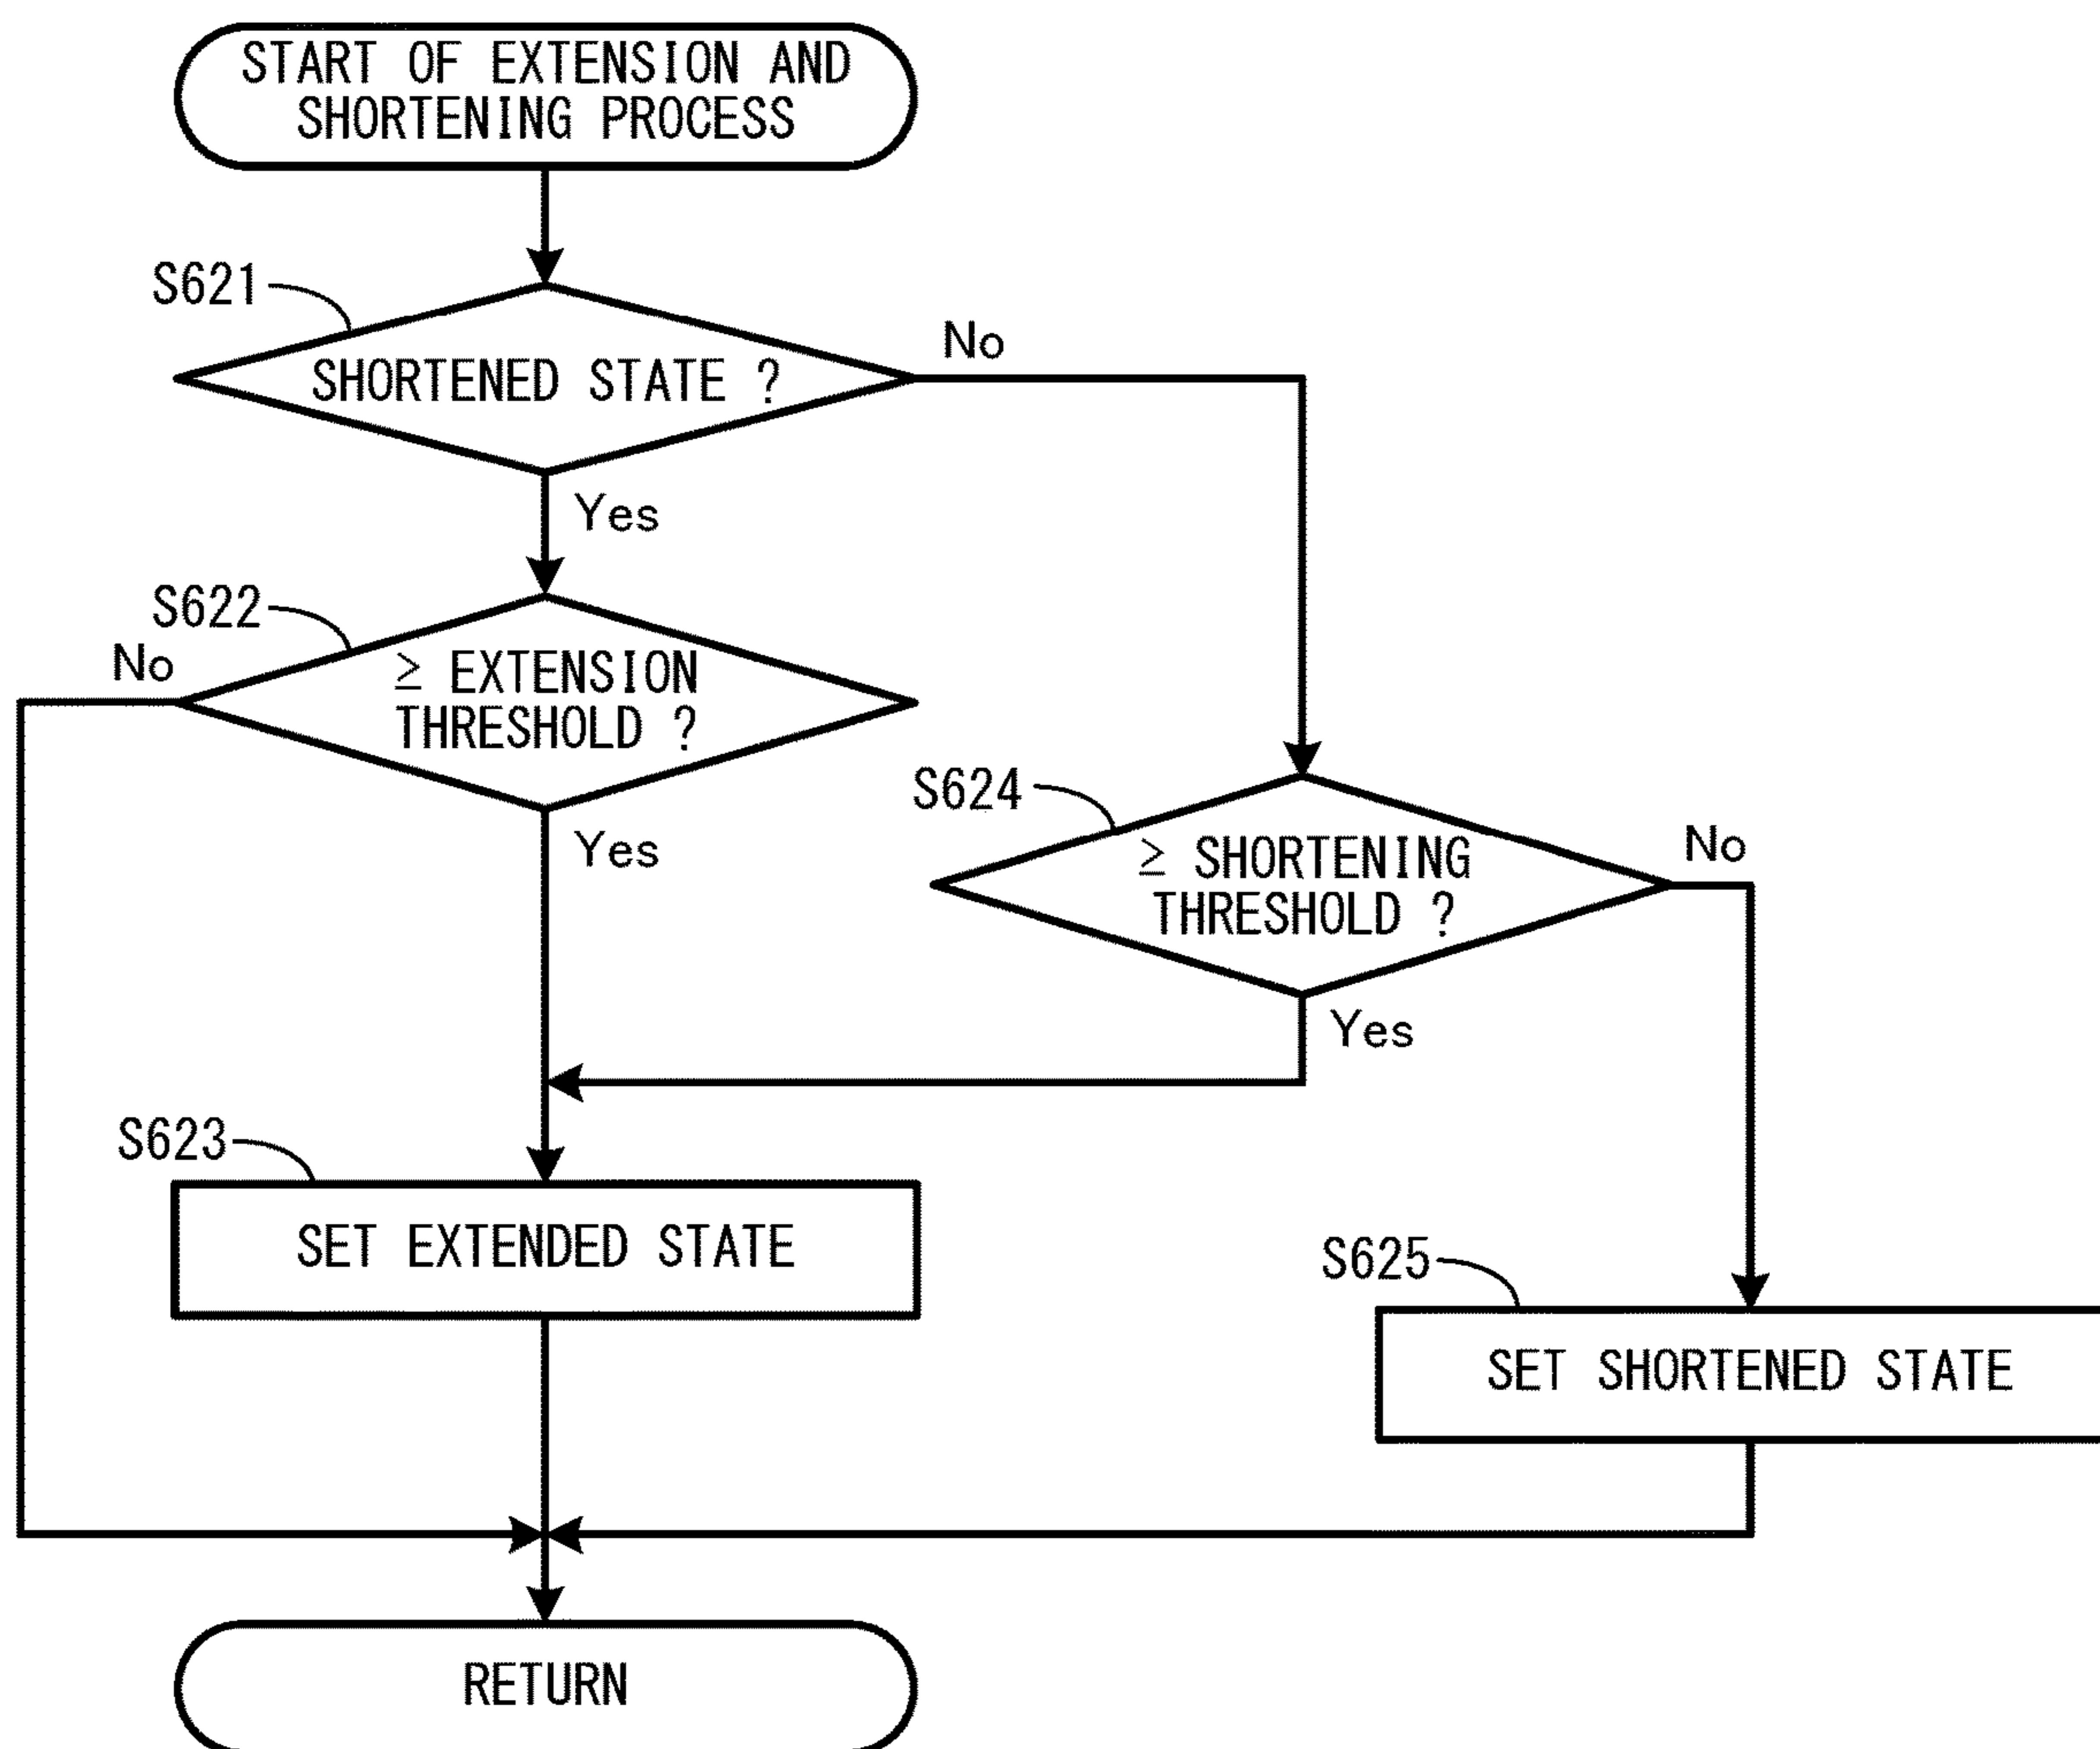 START OF EXTENSION AND
SHORTENING PROCESS
S621
No
SHORTENED STATE ?
Yes
S622
No
≥ EXTENSION
THRESHOLD ?
Yes
S624
No
≥ SHORTENING
THRESHOLD ?
Yes
S623
SET EXTENDED STATE
S625
SET SHORTENED STATE
RETURN